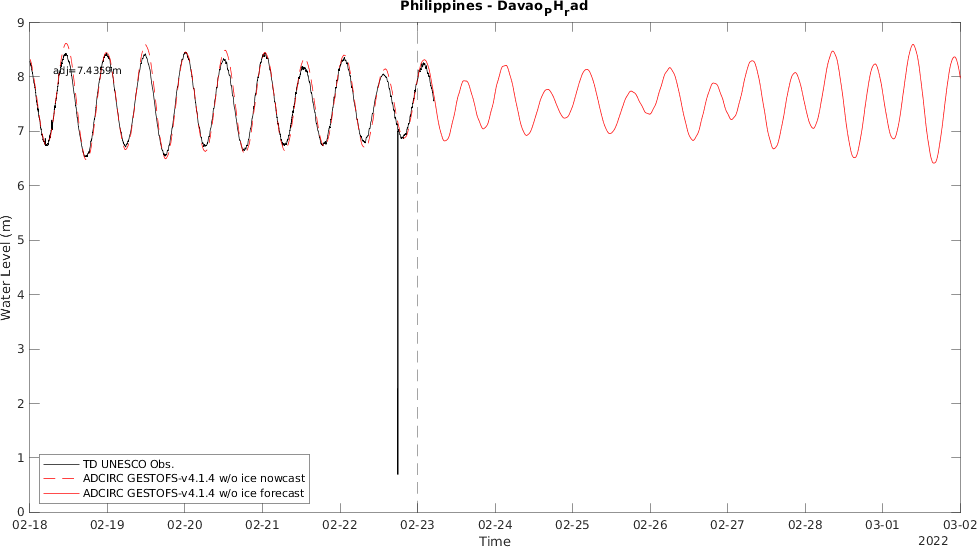 Philippines - Davao_PH_rad
9
8
7
6
5
4
3
2
1
0
Water Level (m)
adj=7.4359m
TD UNESCO Obs.
ADCIRC GESTOFS-v4.1.4 w/o ice nowcast
ADCIRC GESTOFS-v4.1.4 w/o ice forecast
02-18 02-19 02-20 02-21 02-22 02-23 02-24 02-25 02-26 02-27 02-28 03-01 03-02
Time
2022